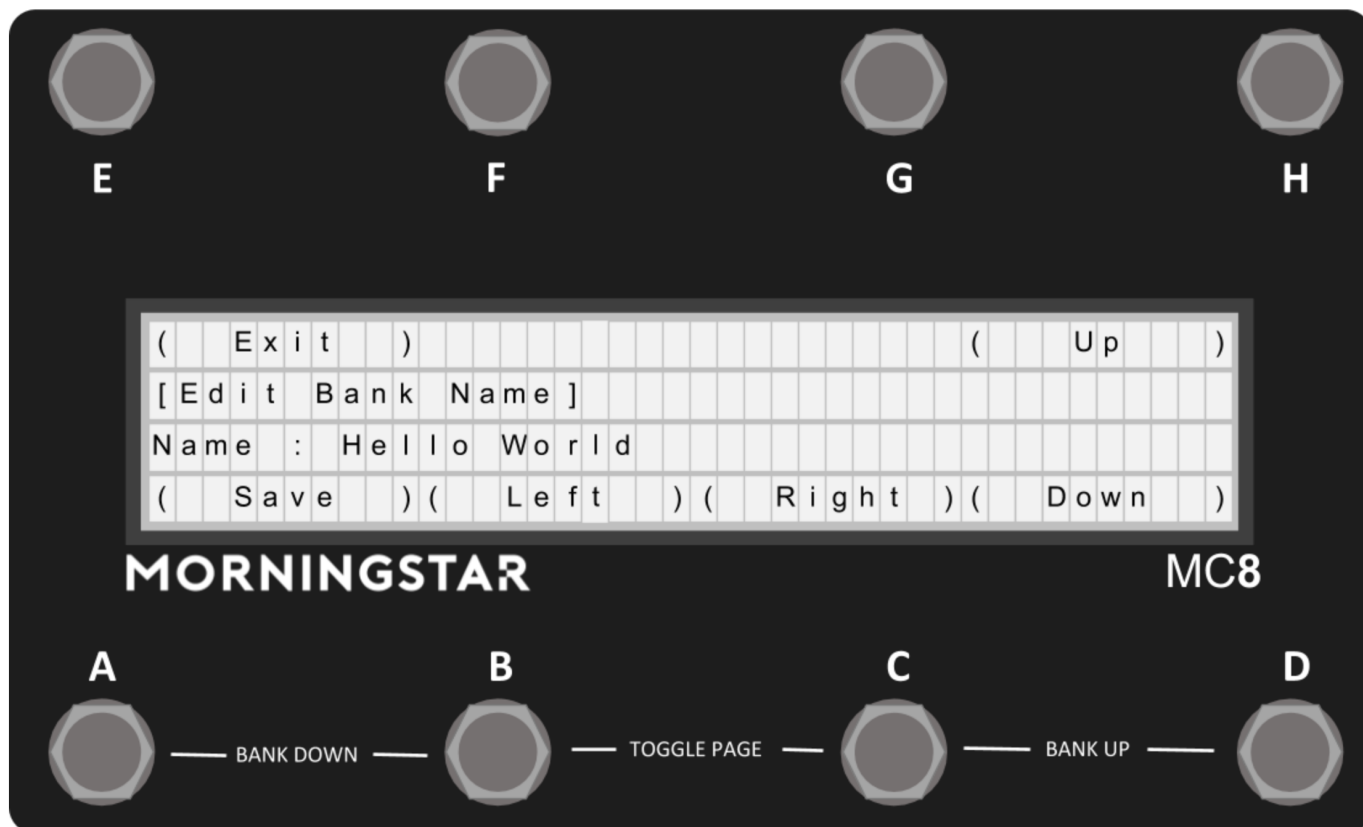 E F G H
( Exit ) ( Up )
[Edit Bank Name]
Name : Hello World
( Save )( Left )( Right )( Down )
MORNINGSTAR MC8
A B C D
BANK DOWN TOGGLE PAGE BANK UP